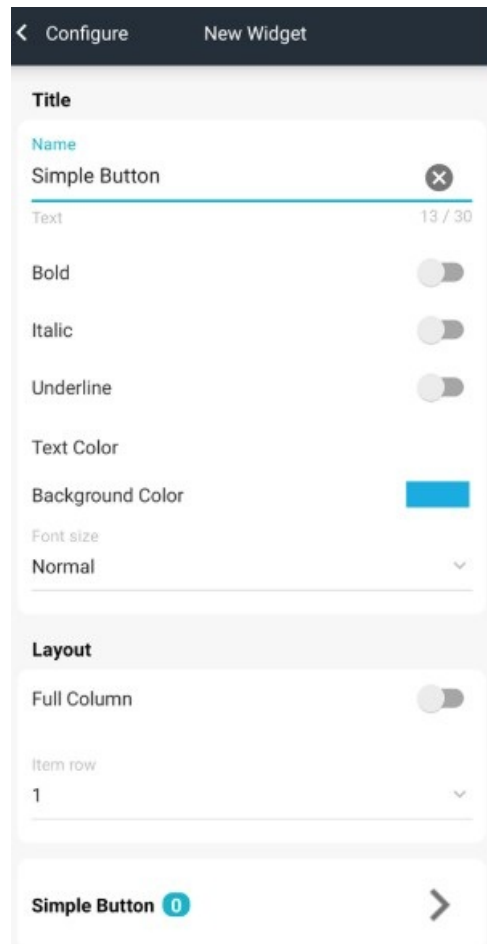 Configure New Widget
Title
Name
Simple Button
Text 13 / 30
Bold
Italic
Underline
Text Color
Background Color
Font size
Normal
Layout
Full Column
Item row
1
Simple Button 0